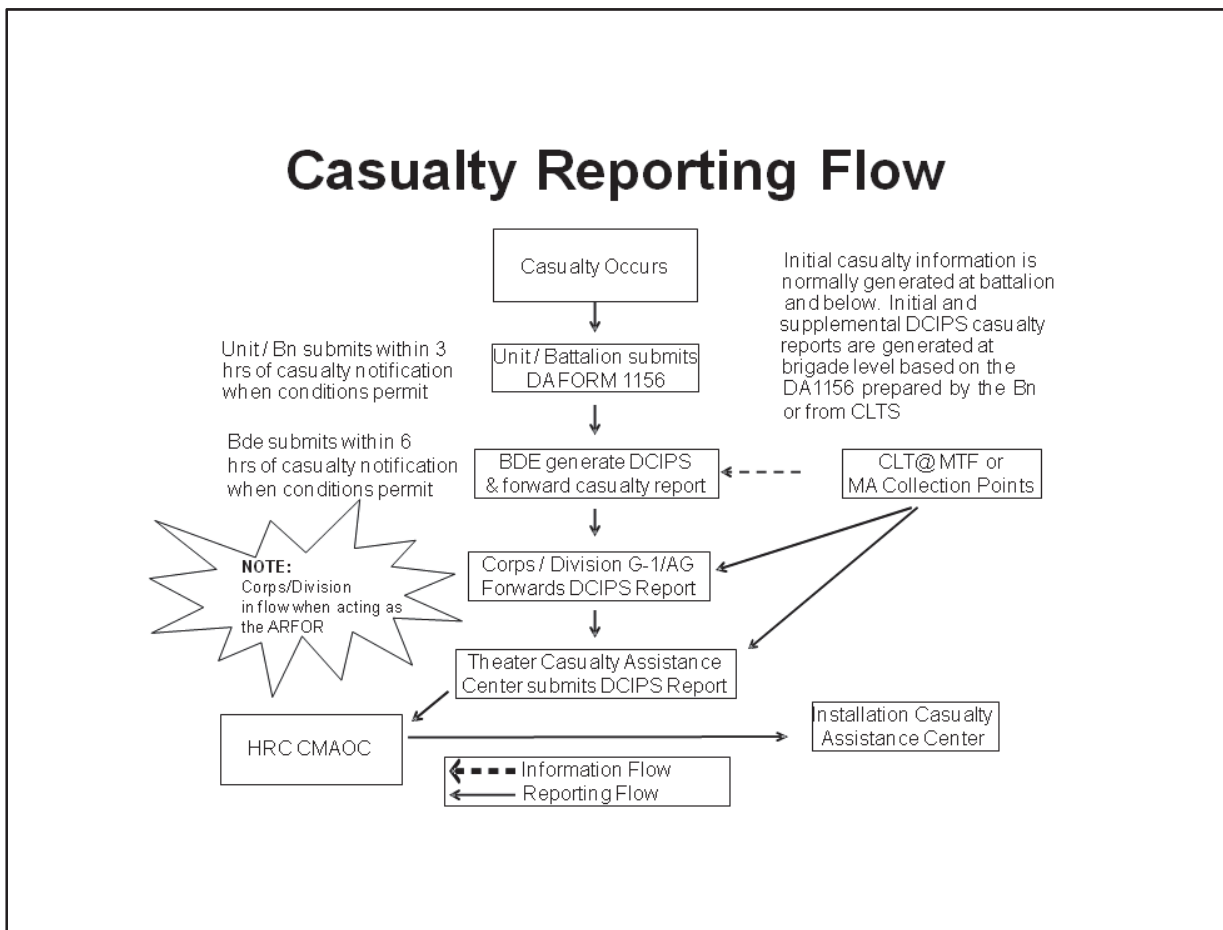 Casualty Reporting Flow
Casualty Occurs
Initial casualty information is
normally generated at battalion
and below. Initial and
supplemental DCIPS casualty
reports are generated at
brigade level based on the
DA1156 prepared by the Bn
or from CLTS
Unit / Bn submits within 3
hrs of casualty notification
when conditions permit
Unit / Battalion submits
DAFORM 1156
Bde submits within 6
hrs of casualty notification
when conditions permit
BDE generate DCIPS
& forward casualty report
CLT@ MTF or
MA Collection Points
NOTE:
Corps/Division
in flow when acting as
the ARFOR
Corps / Division G-1/AG
Forwards DCIPS Report
Theater Casualty Assistance
Center submits DCIPS Report
HRC CMAOC
Installation Casualty
Assistance Center
Information Flow
Reporting Flow